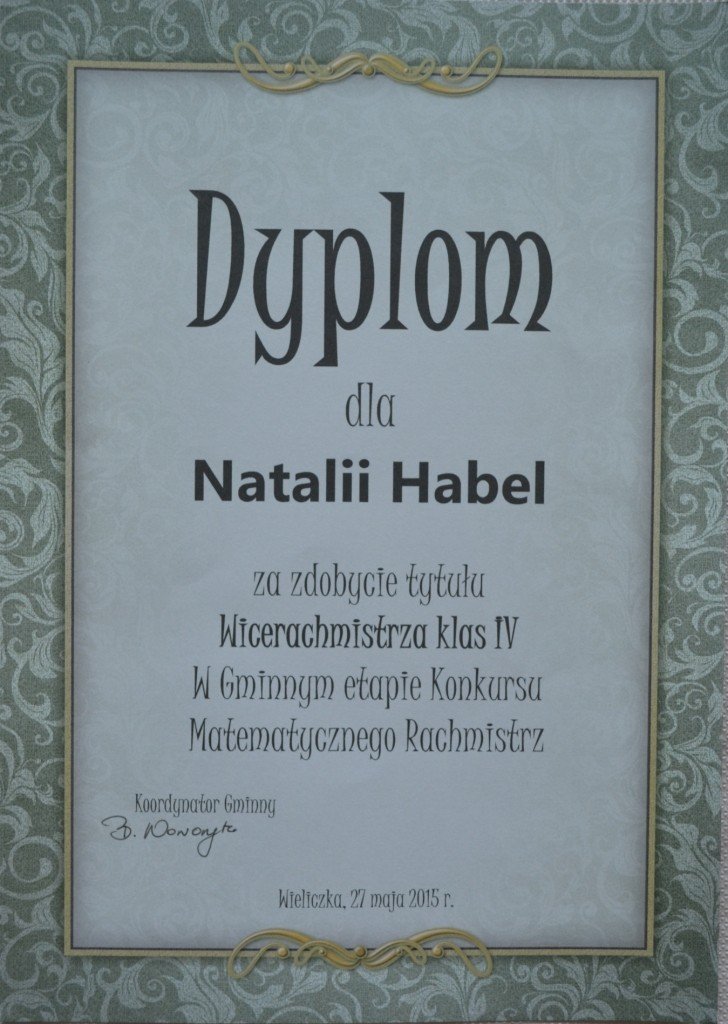 Dyplom
dla
Natalii Habel
za zdobycie tytułu
Wicerachmistrza klas IV
W Gminnym etapie Konkursu
Matematycznego Rachmistrz
Koordynator Gminny
Wieliczka, 27 maja 2015 r.